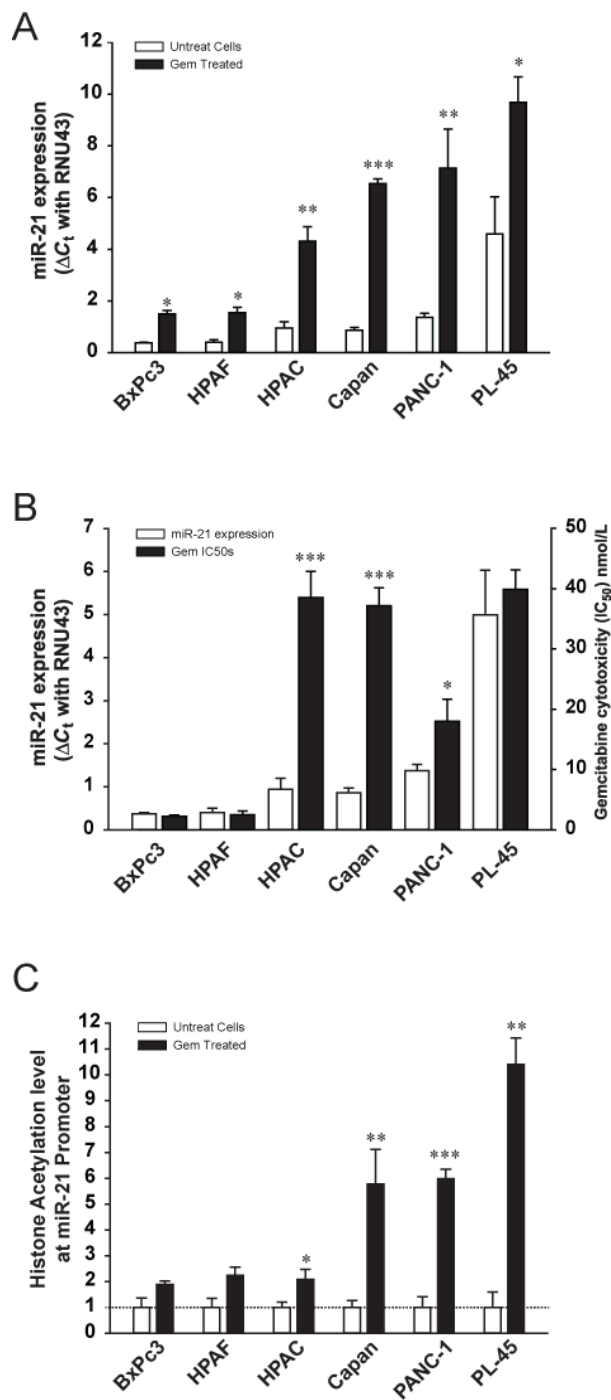 A
12
10
8
6
4
2
0
miR-21 expression
(ΔCt with RNU43)
Untreat Cells
Gem Treated
*
*
**
***
**
*
BxPc3
HPAF
HPAC
Capan
PANC-1
PL-45
B
7
6
5
4
3
2
1
0
miR-21 expression
(ΔCt with RNU43)
miR-21 expression
Gem IC50s
***
***
*
50
40
30
20
10
0
Gemcitabine cytotoxicity (IC50) nmol/L
BxPc3
HPAF
HPAC
Capan
PANC-1
PL-45
C
12
11
10
9
8
7
6
5
4
3
2
1
0
Histone Acetylation level
at miR-21 Promoter
Untreat Cells
Gem Treated
*
**
***
**
BxPc3
HPAF
HPAC
Capan
PANC-1
PL-45